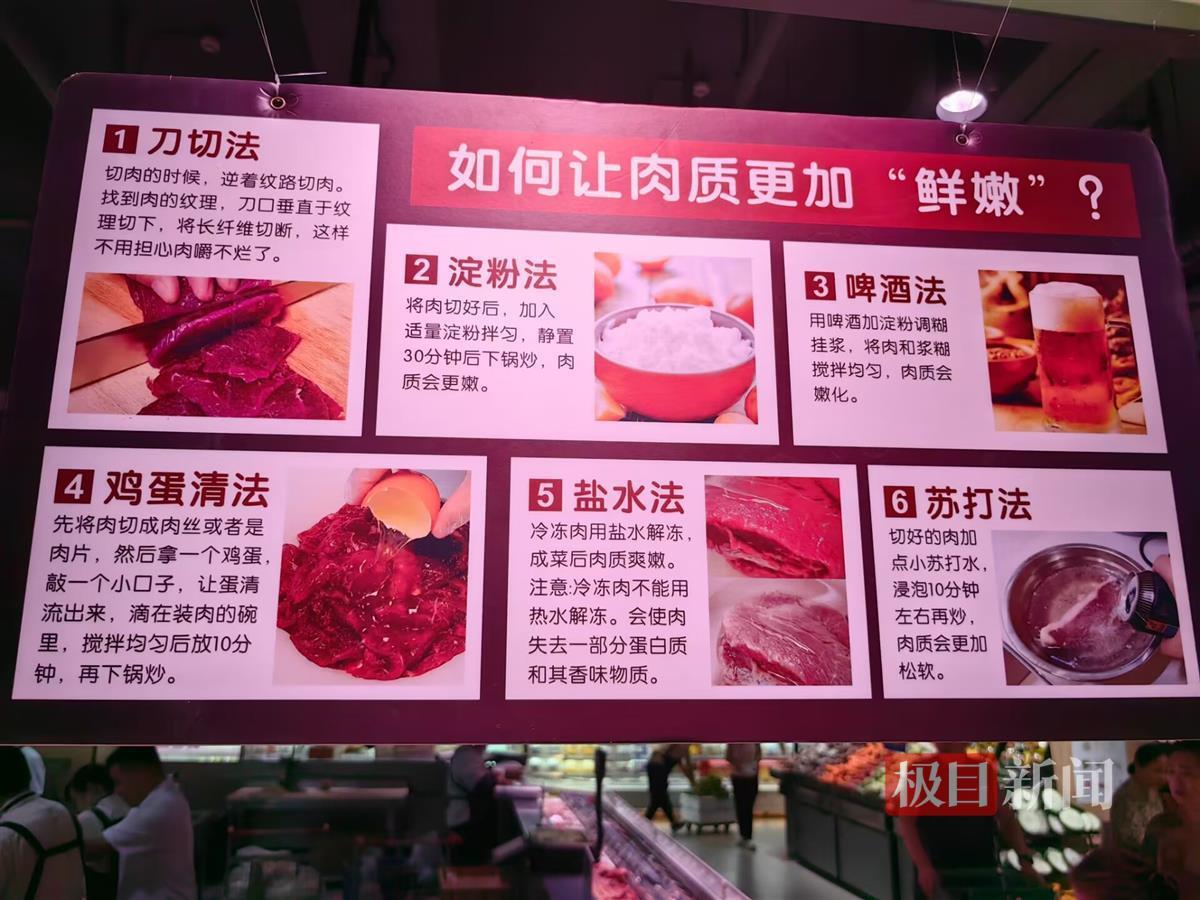 如何让肉质更加“鲜嫩”？
1 刀切法
切肉的时候，逆着纹路切肉。
找到肉的纹理，刀口垂直于纹
理切下，将长纤维切断，这样
不用担心肉嚼不烂了。
2 淀粉法
将肉切好后，加入
适量淀粉拌匀，静置
30分钟后下锅炒，肉
质会更嫩。
3 啤酒法
用啤酒加淀粉调糊
挂浆，将肉和浆糊
搅拌均匀，肉质会
嫩化。
4 鸡蛋清法
先将肉切成肉丝或者是
肉片，然后拿一个鸡蛋，
敲一个小口子，让蛋清
流出来，滴在装肉的碗
里，搅拌均匀后放10分
钟，再下锅炒。
5 盐水法
冷冻肉用盐水解冻，
成菜后肉质爽嫩。
注意:冷冻肉不能用
热水解冻。会使肉
失去一部分蛋白质
和其香味物质。
6 苏打法
切好的肉加
点小苏打水，
浸泡10分钟
左右再炒，
肉质会更加
松软。
极目新闻